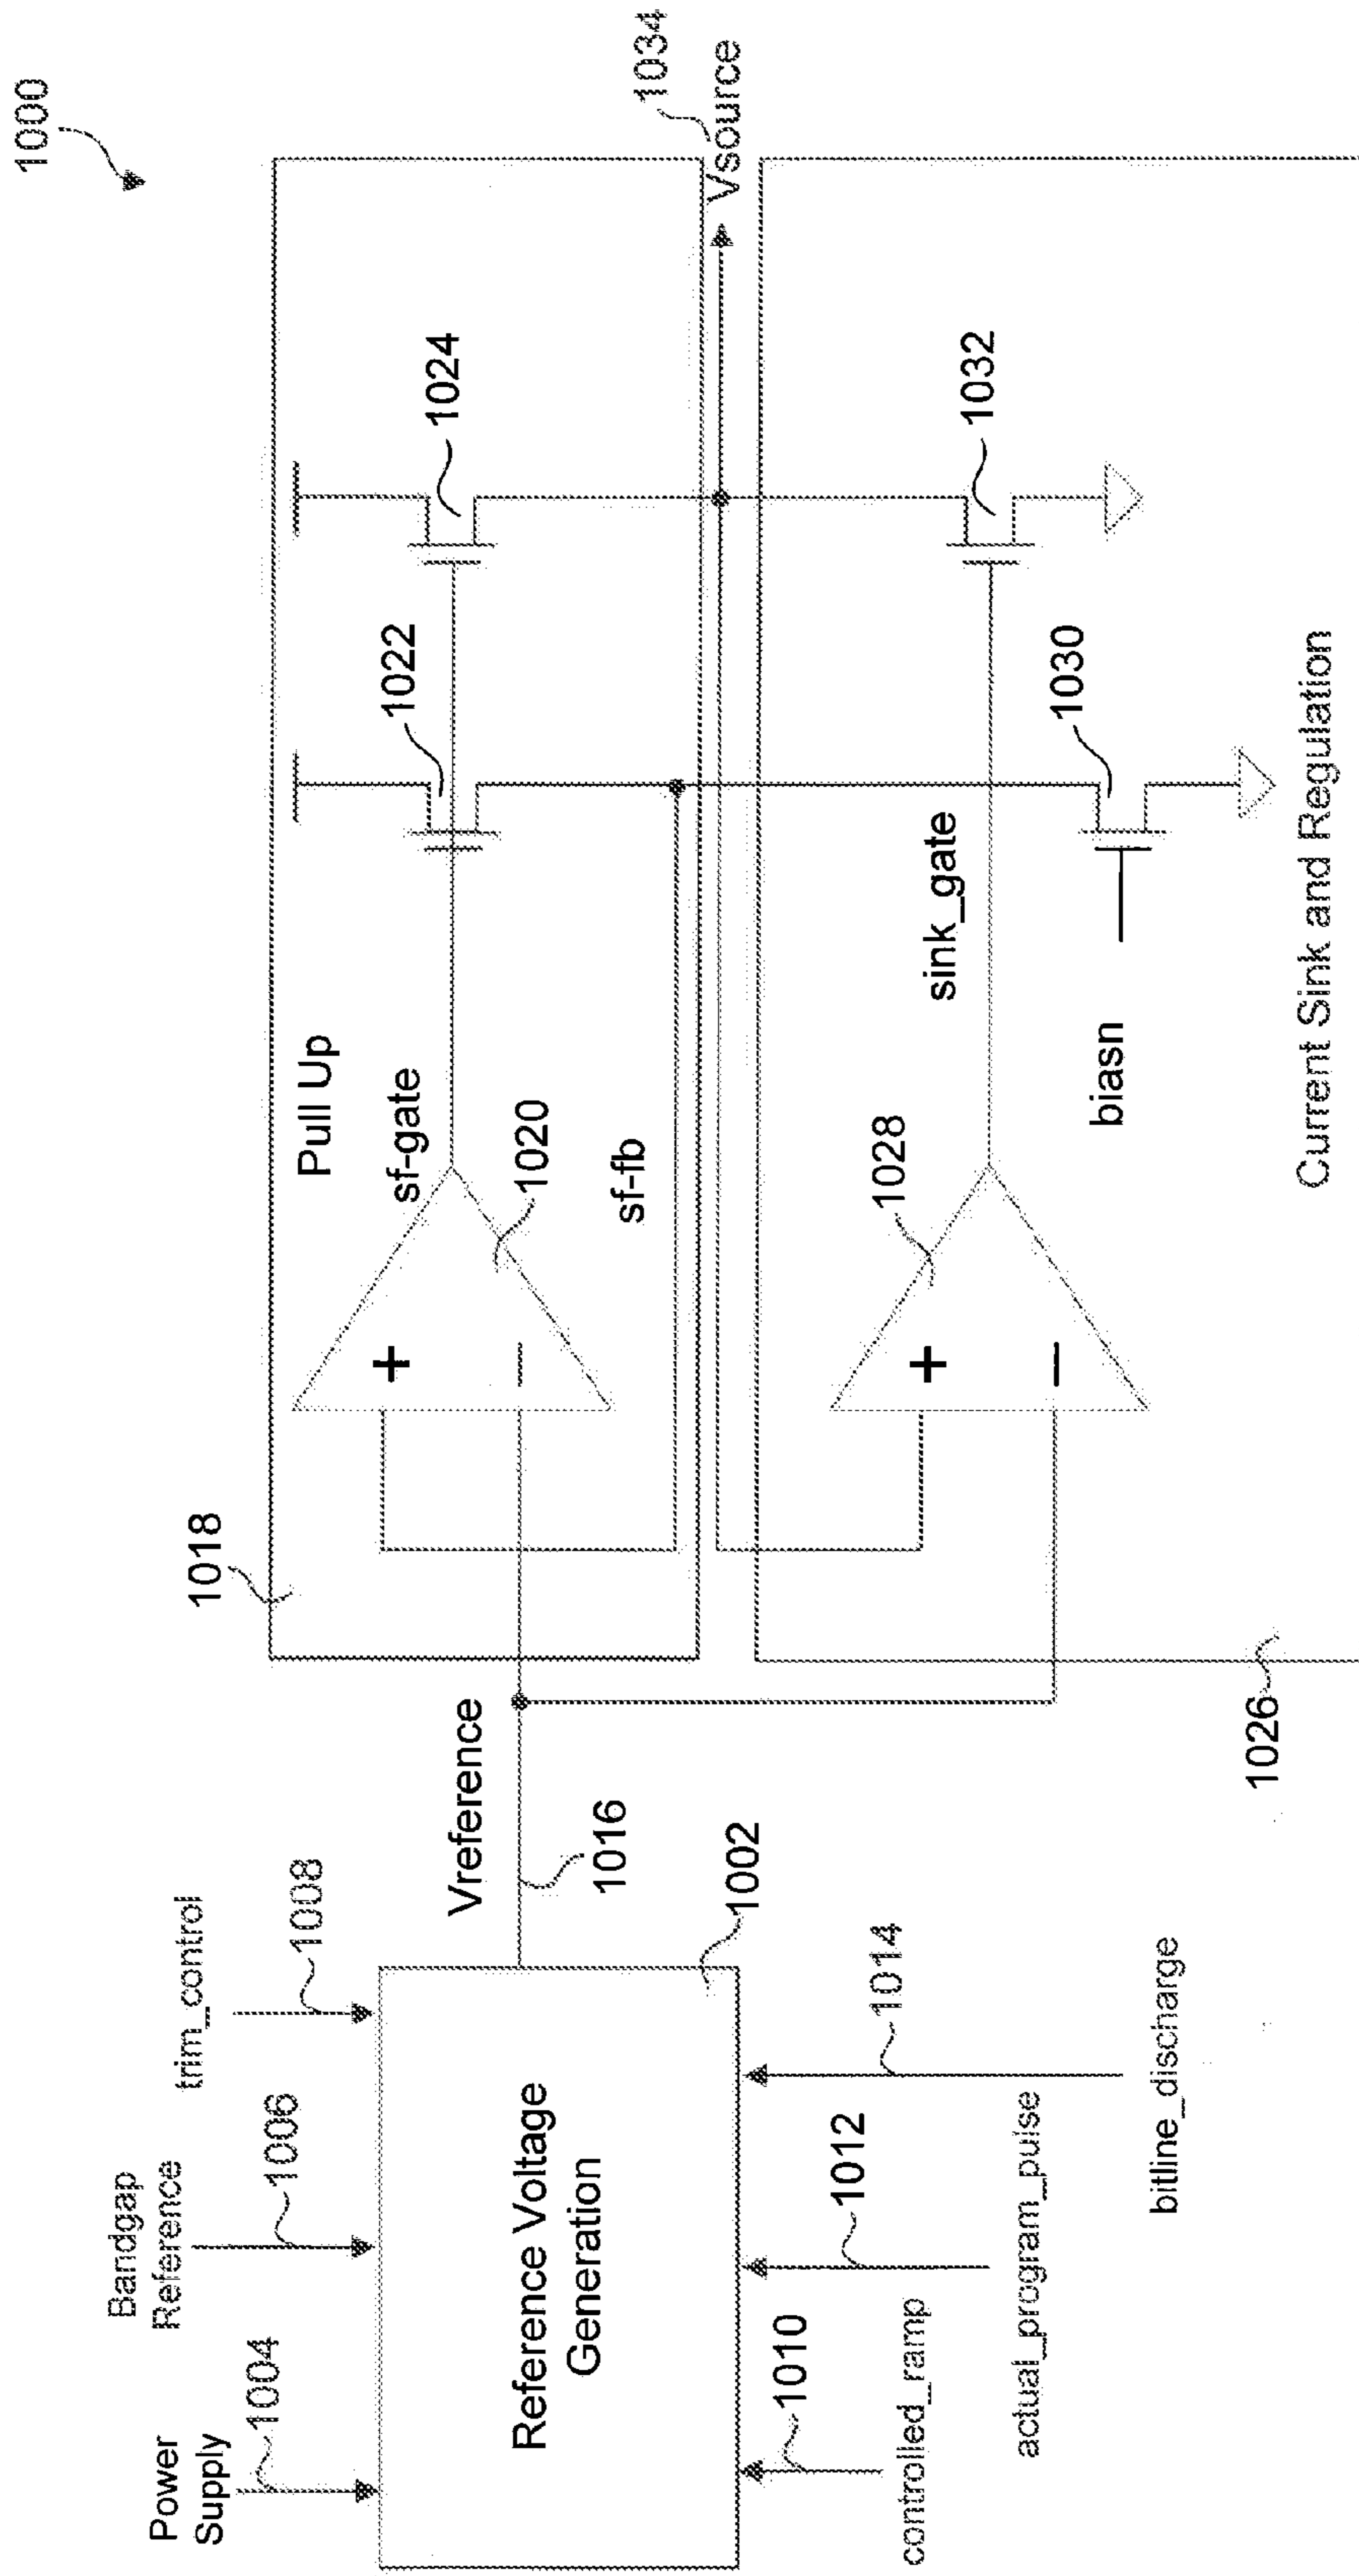 1000
Power
Supply
1004
Bandgap
Reference
1006
trim_control
1008
Reference Voltage
Generation
1002
controlled_ramp
1010
actual_program_pulse
1012
bitline_discharge
1014
Vreference
1016
1018
Pull Up
sf-gate
+
−
1020
sf-fb
1022
1024
1034
Vsource
1026
1028
+
−
sink_gate
1032
biasn
1030
Current Sink and Regulation